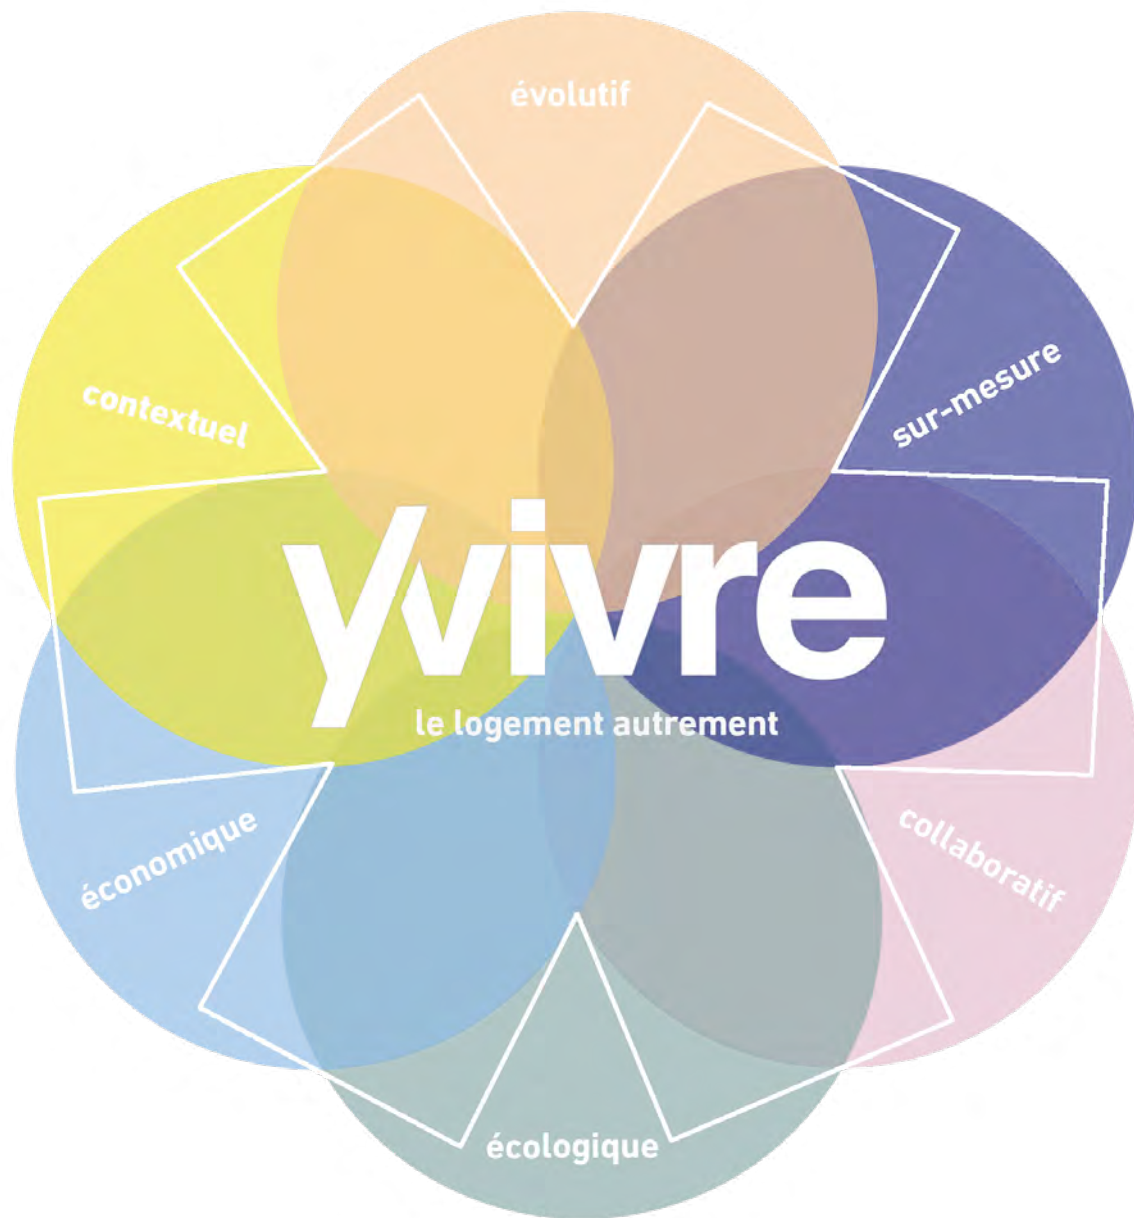 évolutif
sur-mesure
contextuel
yvivre
le logement autrement
économique
collaboratif
écologique